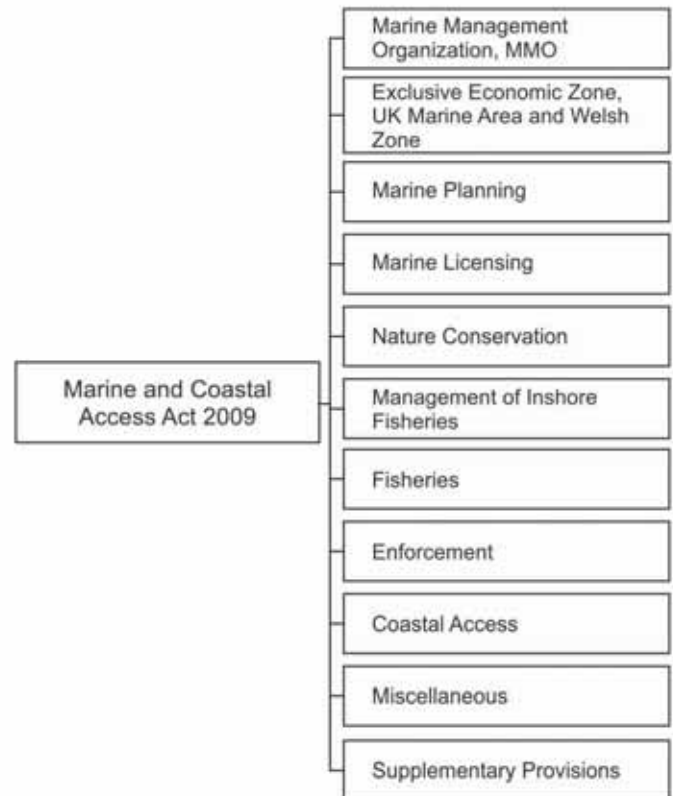 Marine and Coastal
Access Act 2009
Marine Management
Organization, MMO
Exclusive Economic Zone,
UK Marine Area and Welsh
Zone
Marine Planning
Marine Licensing
Nature Conservation
Management of Inshore
Fisheries
Fisheries
Enforcement
Coastal Access
Miscellaneous
Supplementary Provisions